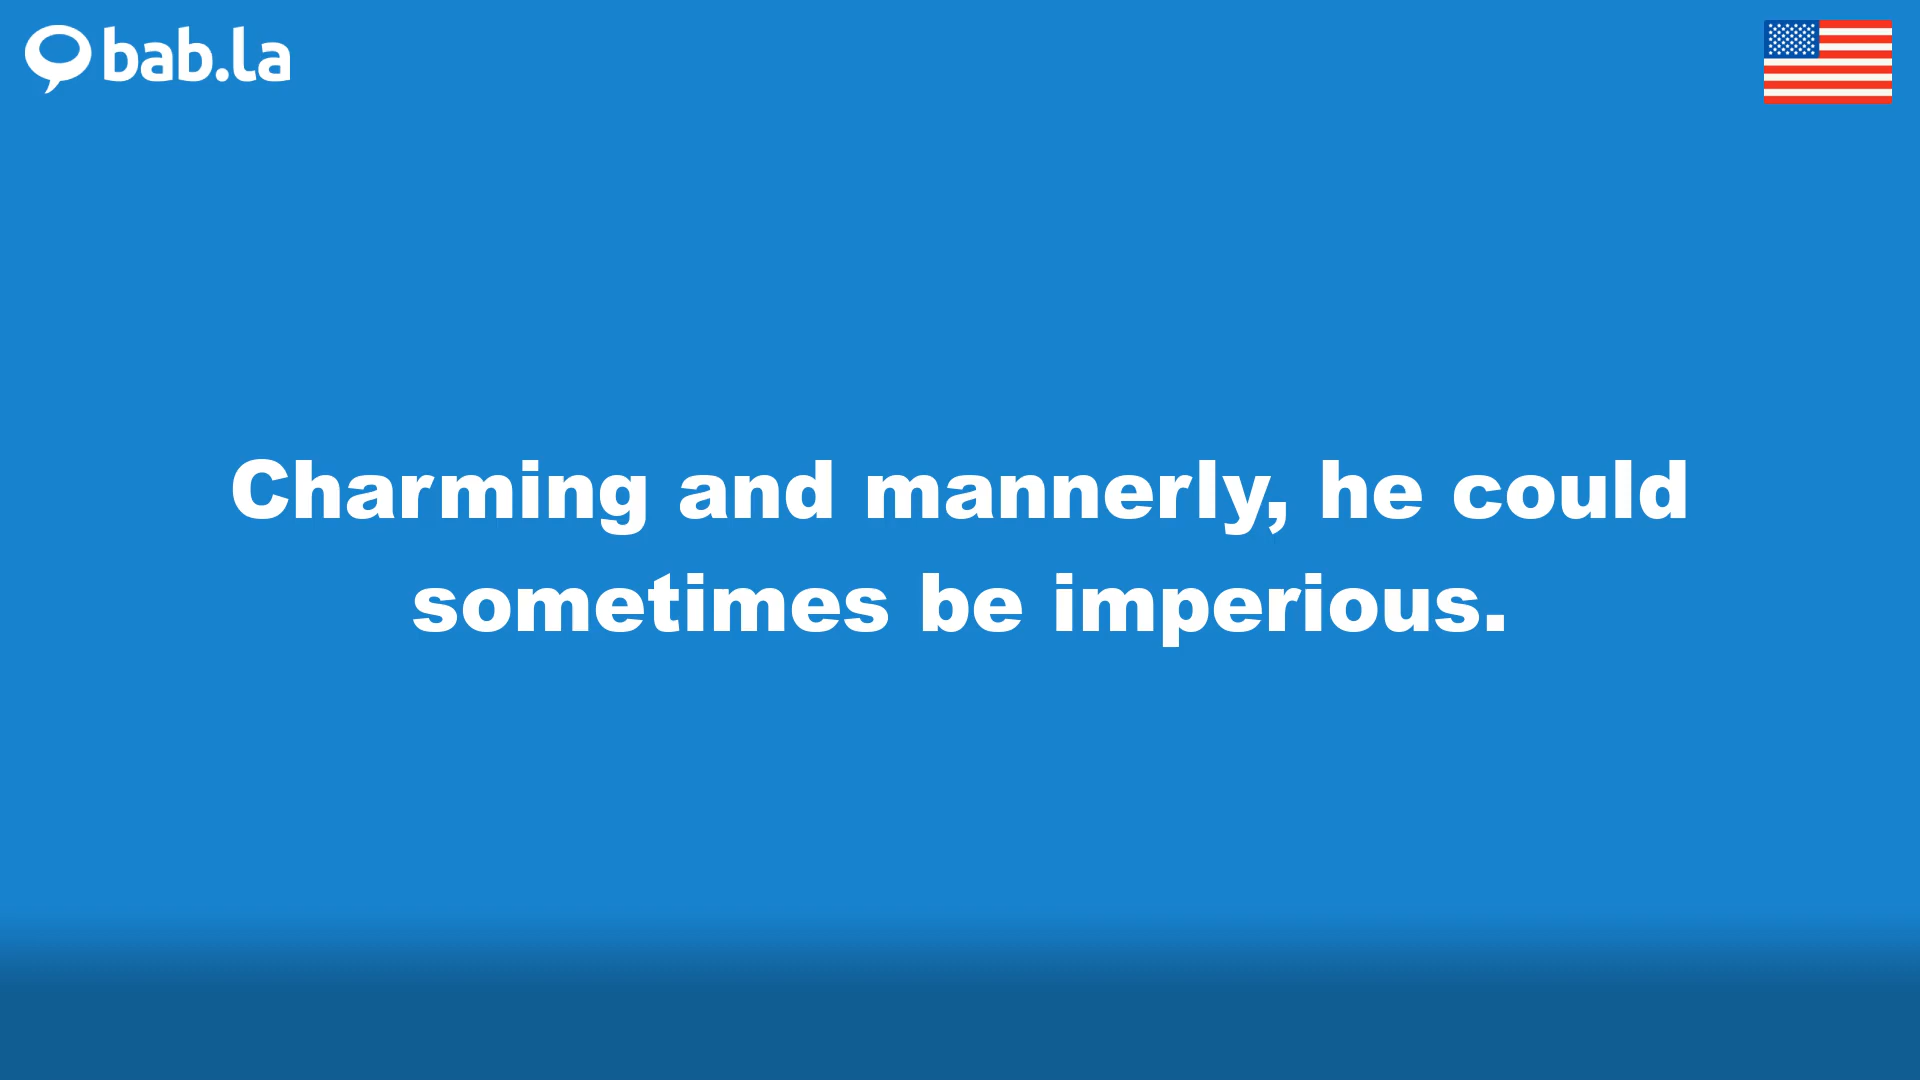 bab.la
Charming and mannerly, he could
sometimes be imperious.